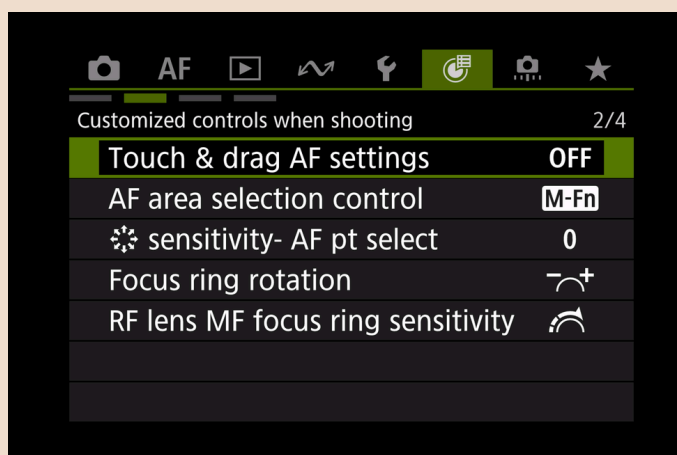 AF
Customized controls when shooting 2/4
Touch & drag AF settings OFF
AF area selection control M-Fn
sensitivity- AF pt select 0
Focus ring rotation
RF lens MF focus ring sensitivity